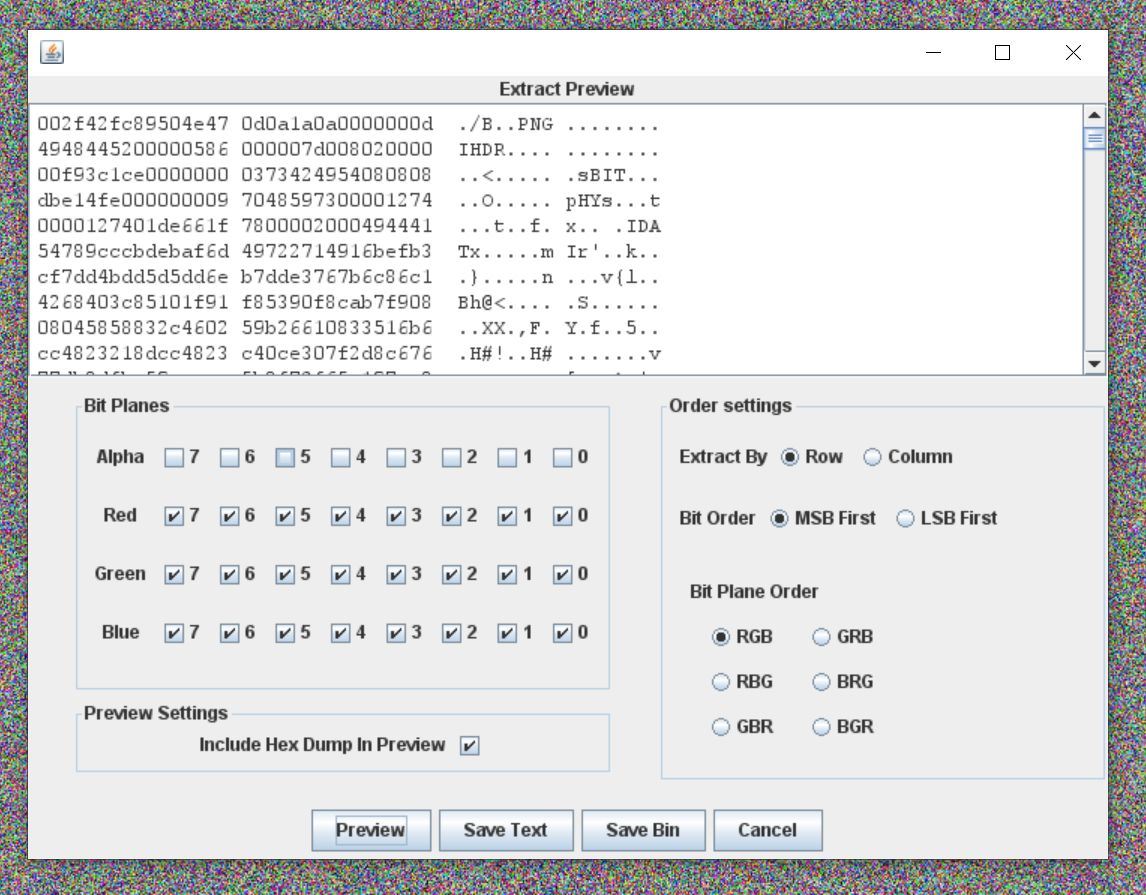 Extract Preview
002f42fc89504e47 0d0a1a0a0000000d ./B..PNG ........
4948445200000586 000007d008020000 IHDR.... ........
00f93c1ce0000000 0373424954080808 ..<..... .sBIT...
dbe14fe000000009 7048597300001274 ..O..... pHYs...t
0000127401de661f 7800002000494441 ...t..f. x.. .IDA
54789cccbdebaf6d 49722714916befb3 Tx.....m Ir'..k..
cf7dd4bdd5d5dd6e b7dde3767b6c86c1 .}.....n ...v{l..
4268403c85101f91 f85390f8cab7f908 Bh@<.... .S......
08045858832c4602 59b26610833516b6 ..XX.,F. Y.f..5..
cc4823218dcc4823 c40ce307f2d8c676 .H#!..H# .......v
Bit Planes
Alpha 7 6 5 4 3 2 1 0
Red 7 6 5 4 3 2 1 0
Green 7 6 5 4 3 2 1 0
Blue 7 6 5 4 3 2 1 0
Preview Settings
Include Hex Dump In Preview
Order settings
Extract By Row Column
Bit Order MSB First LSB First
Bit Plane Order
RGB GRB
RBG BRG
GBR BGR
Preview Save Text Save Bin Cancel